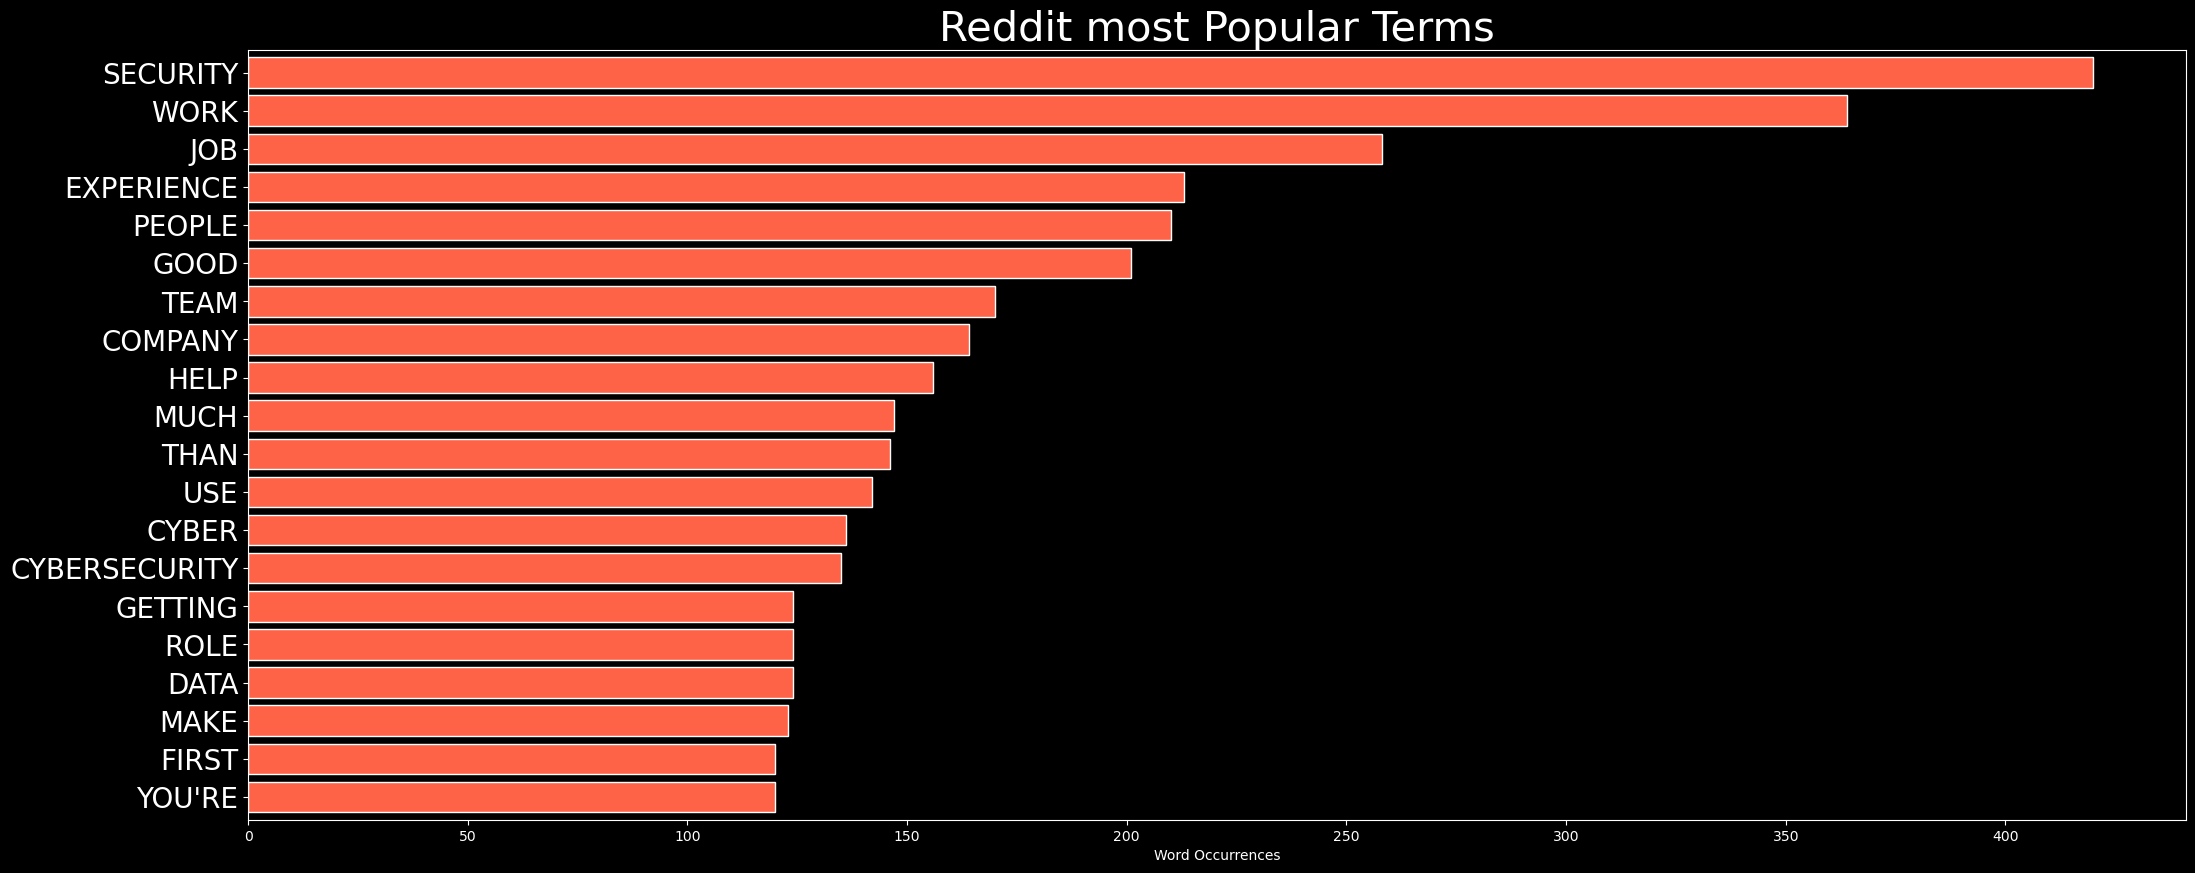 Reddit most Popular Terms
SECURITY
WORK
JOB
EXPERIENCE
PEOPLE
GOOD
TEAM
COMPANY
HELP
MUCH
THAN
USE
CYBER
CYBERSECURITY
GETTING
ROLE
DATA
MAKE
FIRST
YOU'RE
0 50 100 150 200 250 300 350 400
Word Occurrences